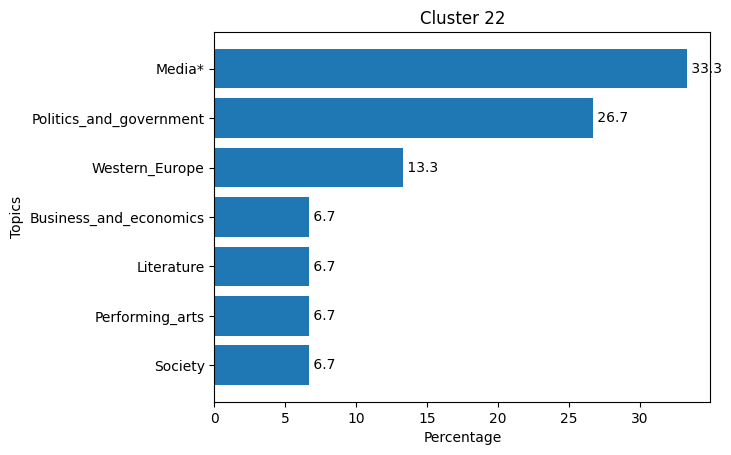 Cluster 22
Media*
33.3
Politics_and_government
26.7
Western_Europe
13.3
Business_and_economics
6.7
Literature
6.7
Performing_arts
6.7
Society
6.7
Topics
0 5 10 15 20 25 30
Percentage